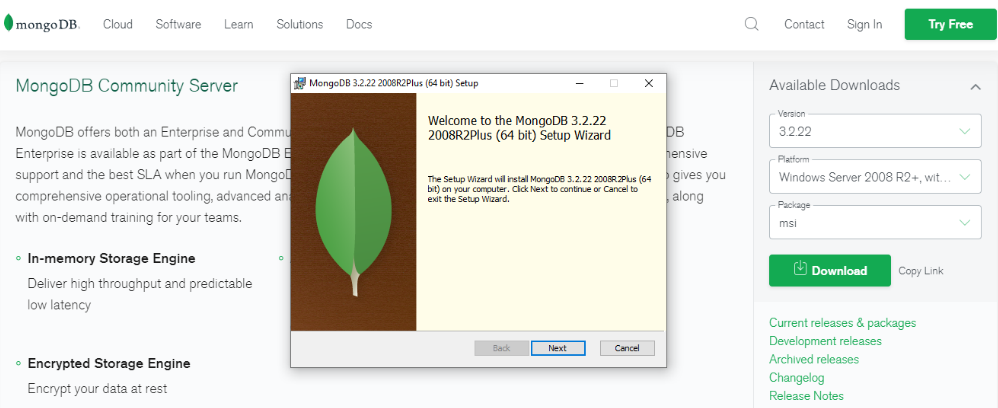 mongoDB. Cloud Software Learn Solutions Docs Contact Sign In Try Free
MongoDB Community Server
MongoDB offers both an Enterprise and Commu
DB
Enterprise is available as part of the MongoDB E
ensive
support and the best SLA when you run MongoD
o gives you
comprehensive operational tooling, advanced ana
, along
with on-demand training for your teams.
In-memory Storage Engine
Deliver high throughput and predictable
low latency
Encrypted Storage Engine
Encrypt your data at rest
MongoDB 3.2.22 2008R2Plus (64 bit) Setup
Welcome to the MongoDB 3.2.22
2008R2Plus (64 bit) Setup Wizard
The Setup Wizard will install MongoDB 3.2.22 2008R2Plus (64
bit) on your computer. Click Next to continue or Cancel to
exit the Setup Wizard.
Back Next Cancel
Available Downloads
Version
3.2.22
Platform
Windows Server 2008 R2+, wit...
Package
msi
Download Copy Link
Current releases & packages
Development releases
Archived releases
Changelog
Release Notes